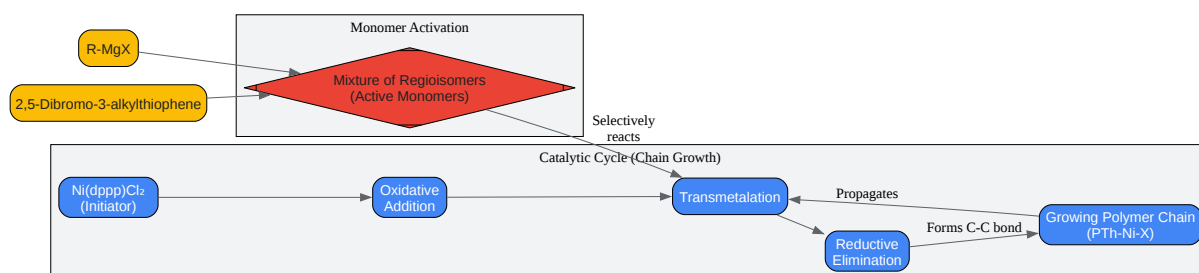 Monomer Activation
R-MgX
Mixture of Regioisomers
(Active Monomers)
2,5-Dibromo-3-alkylthiophene
Selectively
reacts
Catalytic Cycle (Chain Growth)
Ni(dppp)Cl₂
(Initiator)
Oxidative
Addition
Transmetalation
Propagates
Growing Polymer Chain
(PTh-Ni-X)
Forms C-C bond
Reductive
Elimination